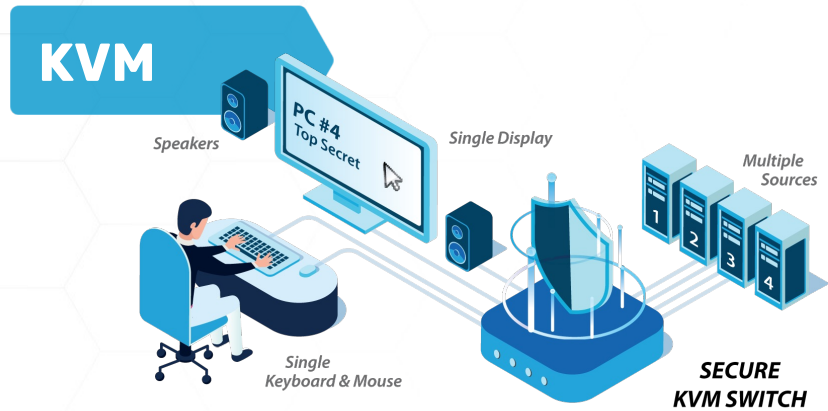 KVM
Speakers
PC #4
Top Secret
Single Display
Multiple
Sources
1
2
3
4
Single
Keyboard & Mouse
SECURE
KVM SWITCH